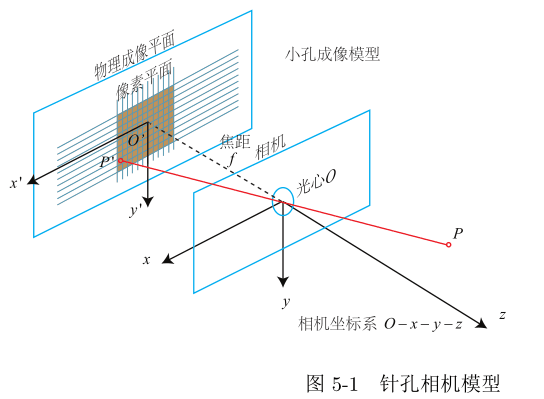 物理成像平面
小孔成像模型
像素平面
O'
焦距
f
相机
P'
x'
光心O
y'
P
x
y
z
相机坐标系 O－x－y－z
图 5-1 针孔相机模型